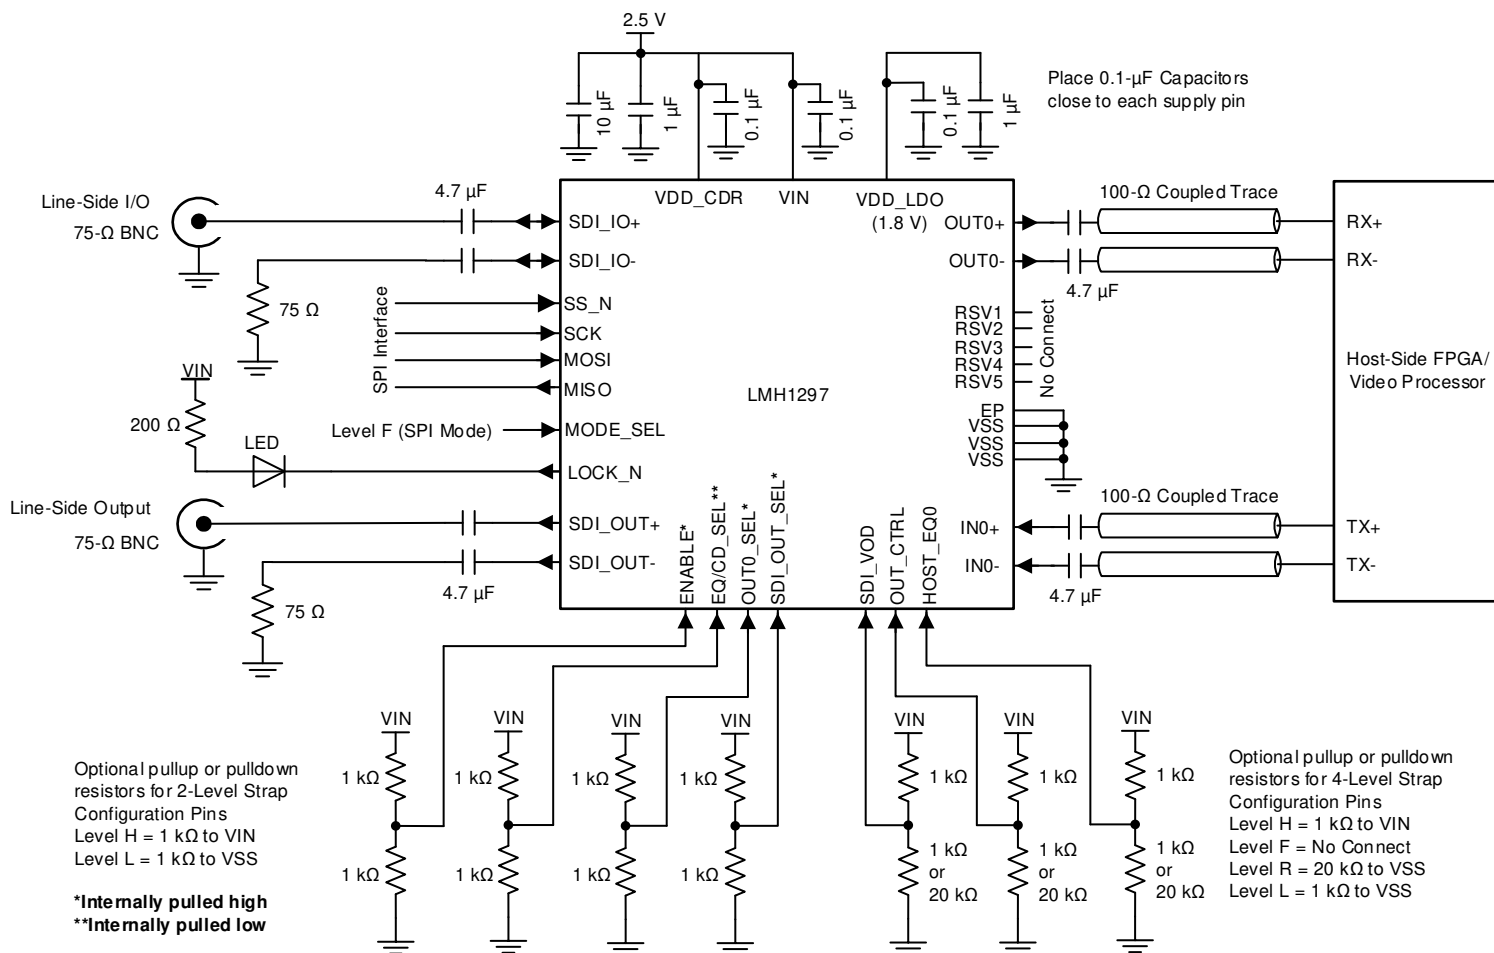 2.5 V
10 µF
1 µF
0.1 µF
0.1 µF
0.1 µF
1 µF
Place 0.1-µF Capacitors
close to each supply pin
Line-Side I/O
75-Ω BNC
4.7 µF
75 Ω
SPI Interface
VIN
200 Ω
LED
Level F (SPI Mode)
Line-Side Output
75-Ω BNC
4.7 µF
75 Ω
VDD_CDR
VIN
VDD_LDO
(1.8 V)
SDI_IO+
SDI_IO-
SS_N
SCK
MOSI
MISO
MODE_SEL
LOCK_N
SDI_OUT+
SDI_OUT-
LMH1297
OUT0+
OUT0-
RSV1
RSV2
RSV3
RSV4
RSV5
No Connect
EP
VSS
VSS
VSS
IN0+
IN0-
ENABLE*
EQ/CD_SEL**
OUT0_SEL*
SDI_OUT_SEL*
SDI_VOD
OUT_CTRL
HOST_EQ0
100-Ω Coupled Trace
4.7 µF
100-Ω Coupled Trace
4.7 µF
RX+
RX-
Host-Side FPGA/
Video Processor
TX+
TX-
Optional pullup or pulldown
resistors for 2-Level Strap
Configuration Pins
Level H = 1 kΩ to VIN
Level L = 1 kΩ to VSS
*Internally pulled high
**Internally pulled low
VIN
1 kΩ
1 kΩ
VIN
1 kΩ
1 kΩ
VIN
1 kΩ
1 kΩ
VIN
1 kΩ
1 kΩ
VIN
1 kΩ
1 kΩ
or
20 kΩ
VIN
1 kΩ
1 kΩ
or
20 kΩ
VIN
1 kΩ
1 kΩ
or
20 kΩ
Optional pullup or pulldown
resistors for 4-Level Strap
Configuration Pins
Level H = 1 kΩ to VIN
Level F = No Connect
Level R = 20 kΩ to VSS
Level L = 1 kΩ to VSS